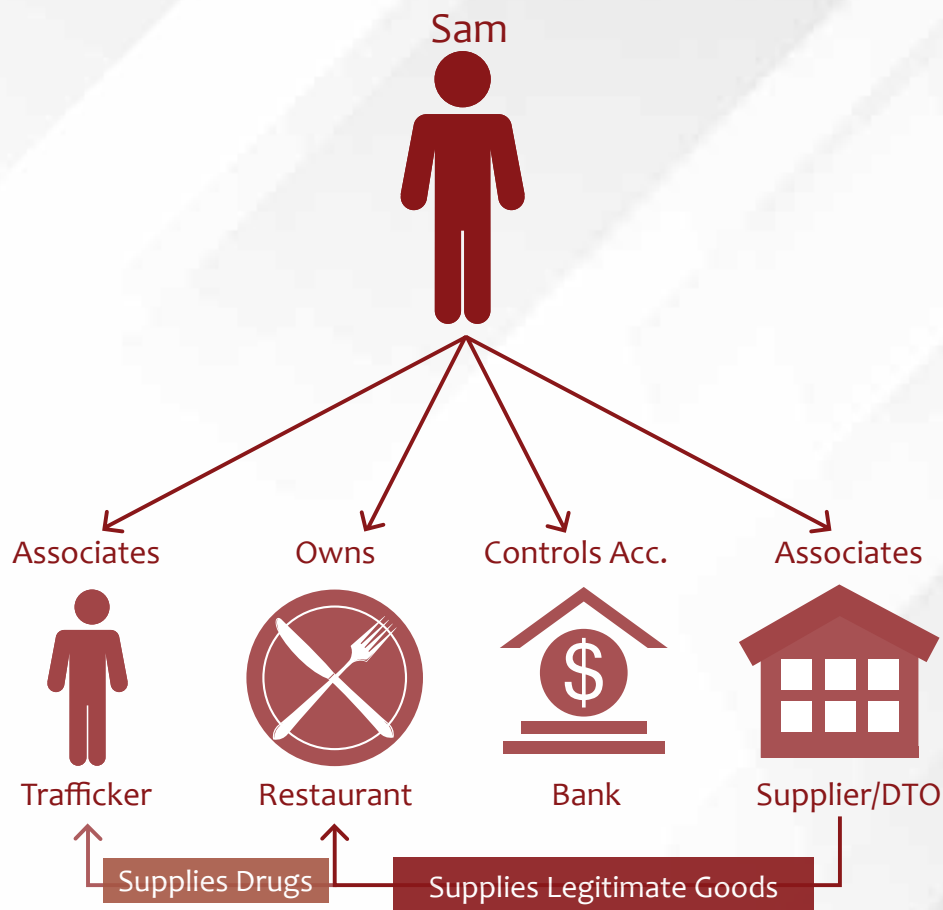 Sam
Associates
Owns
Controls Acc.
Associates
$
Trafficker
Restaurant
Bank
Supplier/DTO
Supplies Drugs
Supplies Legitimate Goods